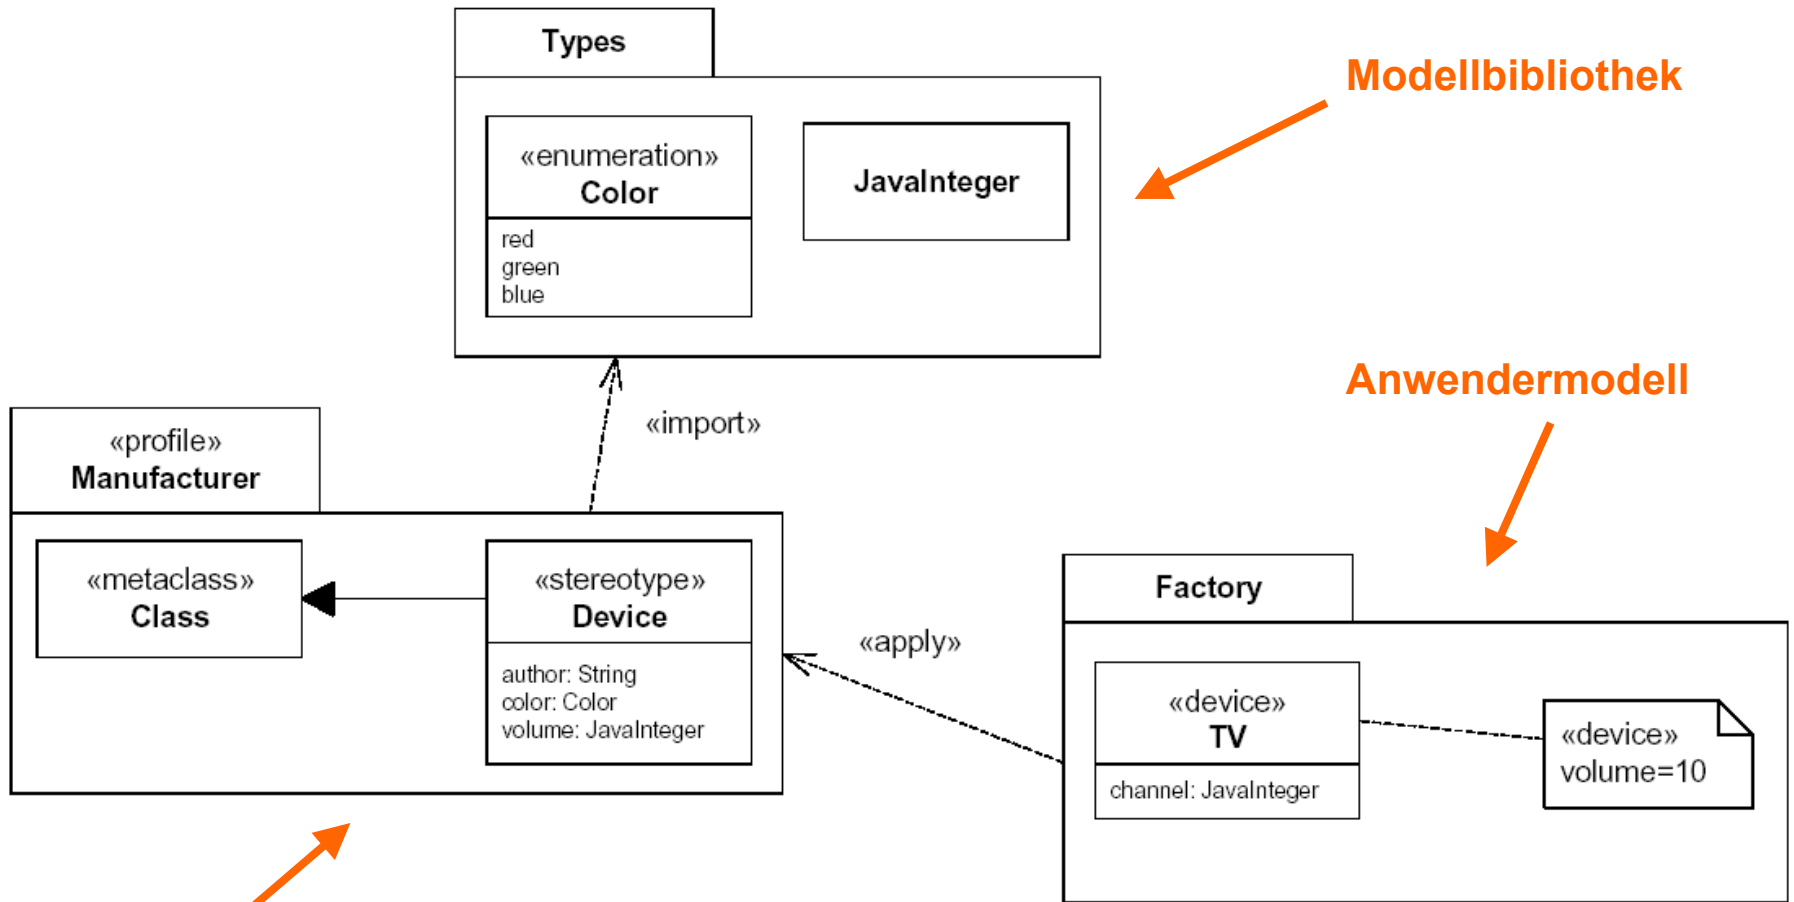 Types
Modellbibliothek
«enumeration»
Color
red
green
blue
JavaInteger
Anwendermodell
«import»
«profile»
Manufacturer
«metaclass»
Class
«stereotype»
Device
author: String
color: Color
volume: JavaInteger
«apply»
Factory
«device»
TV
channel: JavaInteger
«device»
volume=10